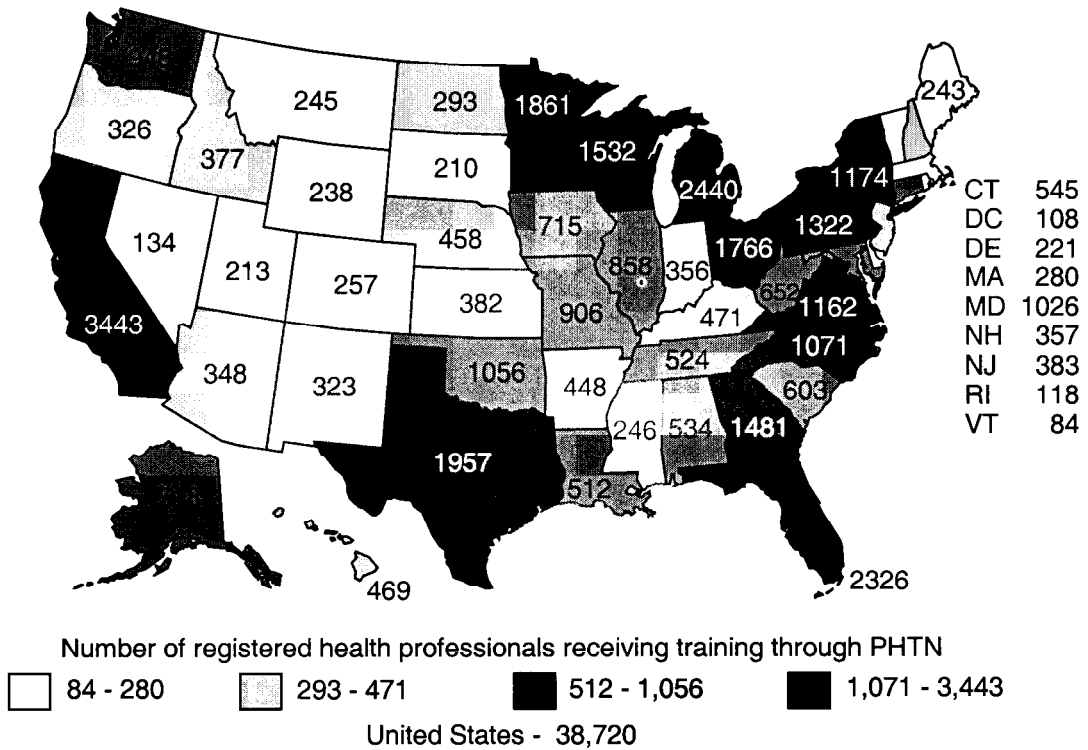 245
293
1861
243
326
377
210
1532
2440
1174
238
134
213
257
458
715
858
356
1766
1322
652
1162
382
906
471
1071
3443
348
323
1056
448
524
603
246
534
1481
1957
512
469
2326
CT 545
DC 108
DE 221
MA 280
MD 1026
NH 357
NJ 383
RI 118
VT 84
Number of registered health professionals receiving training through PHTN
84 - 280
293 - 471
512 - 1,056
1,071 - 3,443
United States - 38,720